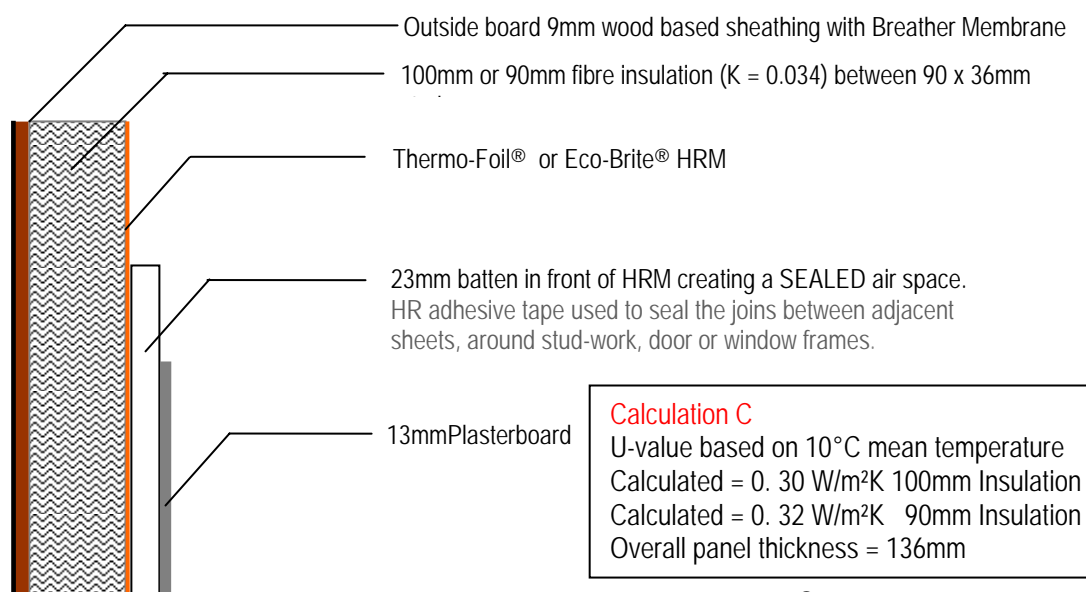 Outside board 9mm wood based sheathing with Breather Membrane
100mm or 90mm fibre insulation (K = 0.034) between 90 x 36mm
Thermo-Foil® or Eco-Brite® HRM
23mm batten in front of HRM creating a SEALED air space.
HR adhesive tape used to seal the joins between adjacent
sheets, around stud-work, door or window frames.
13mmPlasterboard
Calculation C
U-value based on 10°C mean temperature
Calculated = 0. 30 W/m²K 100mm Insulation
Calculated = 0. 32 W/m²K 90mm Insulation
Overall panel thickness = 136mm